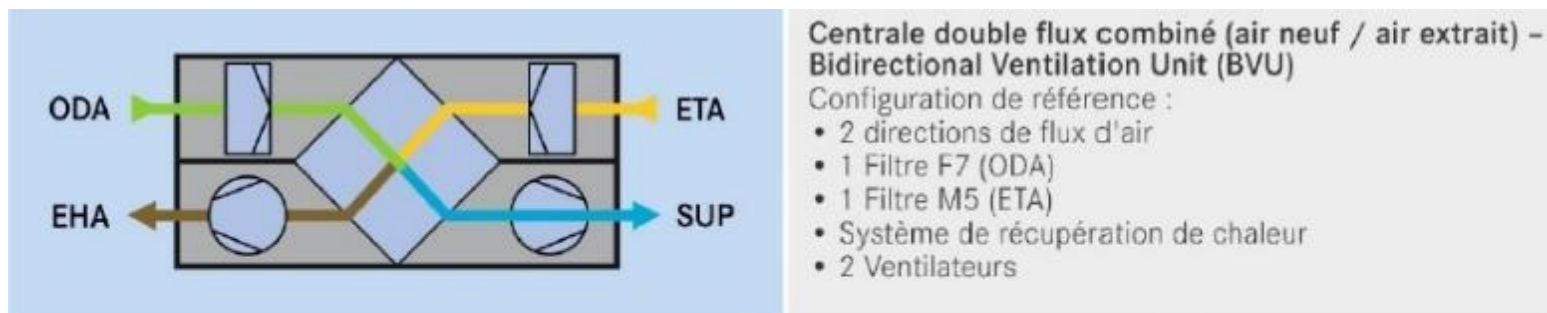 ODA
ETA
EHA
SUP
Centrale double flux combiné (air neuf / air extrait) –
Bidirectional Ventilation Unit (BVU)
Configuration de référence :
• 2 directions de flux d'air
• 1 Filtre F7 (ODA)
• 1 Filtre M5 (ETA)
• Système de récupération de chaleur
• 2 Ventilateurs